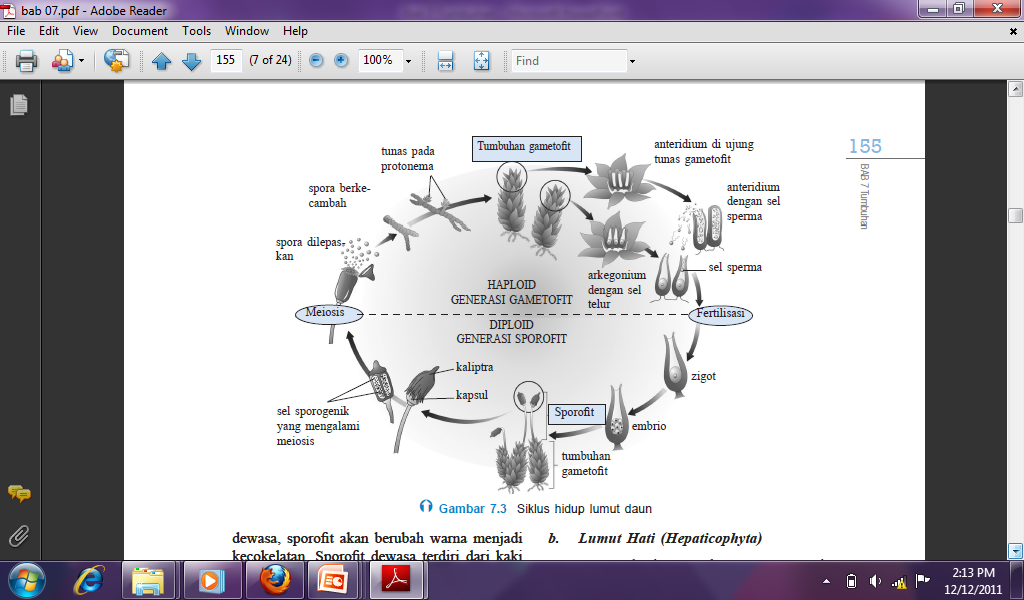 bab 07.pdf - Adobe Reader
File Edit View Document Tools Window Help
155 (7 of 24) 100% Find
155
BAB 7 Tumbuhan
Tumbuhan gametofit
anteridium di ujung
tunas gametofit
tunas pada
protonema
anteridium
dengan sel
sperma
spora berke-
cambah
spora dilepas-
kan
sel sperma
arkegonium
dengan sel
telur
HAPLOID
GENERASI GAMETOFIT
Meiosis
Fertilisasi
DIPLOID
GENERASI SPOROFIT
kaliptra
kapsul
zigot
sel sporogenik
yang mengalami
meiosis
Sporofit
embrio
tumbuhan
gametofit
Gambar 7.3 Siklus hidup lumut daun
dewasa, sporofit akan berubah warna menjadi
kecokelatan. Sporofit dewasa terdiri dari kaki
b. Lumut Hati (Hepaticophyta)
2:13 PM
12/12/2011